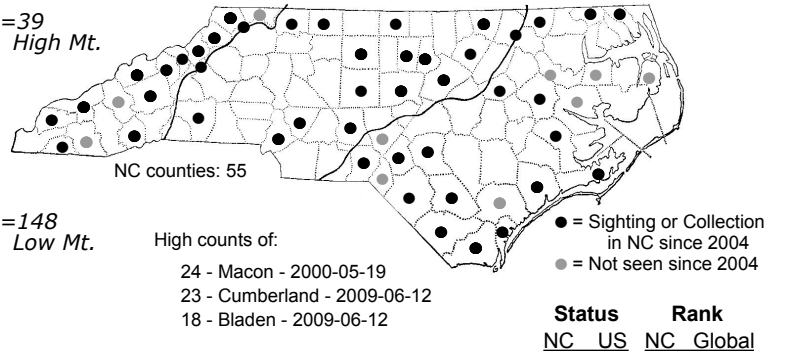 =39
High Mt.
NC counties: 55
=148
Low Mt.
High counts of:
24 - Macon - 2000-05-19
23 - Cumberland - 2009-06-12
18 - Bladen - 2009-06-12
= Sighting or Collection
in NC since 2004
= Not seen since 2004
Status Rank
NC US NC Global